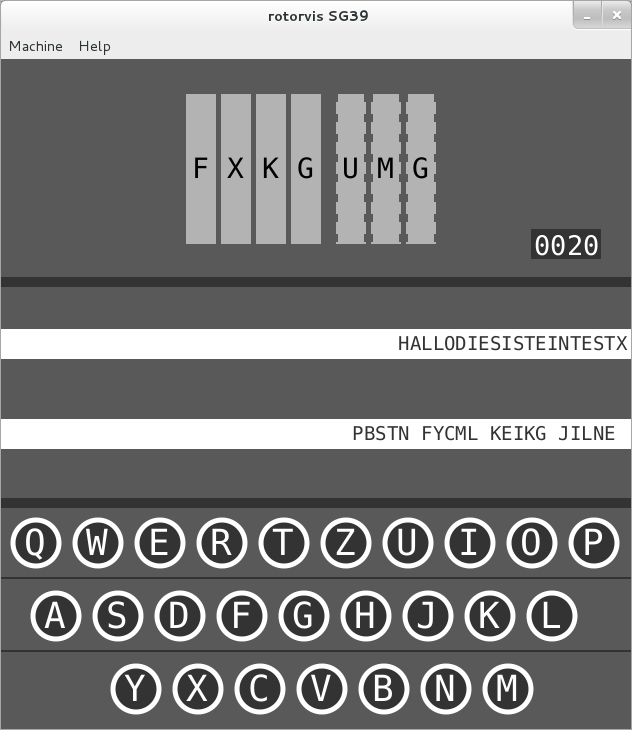 rotorvis SG39
Machine Help
F X K G U M G
0020
HALLODIESISTEINTESTX
PBSTN FYCML KEIKG JILNE
Q W E R T Z U I O P
A S D F G H J K L
Y X C V B N M